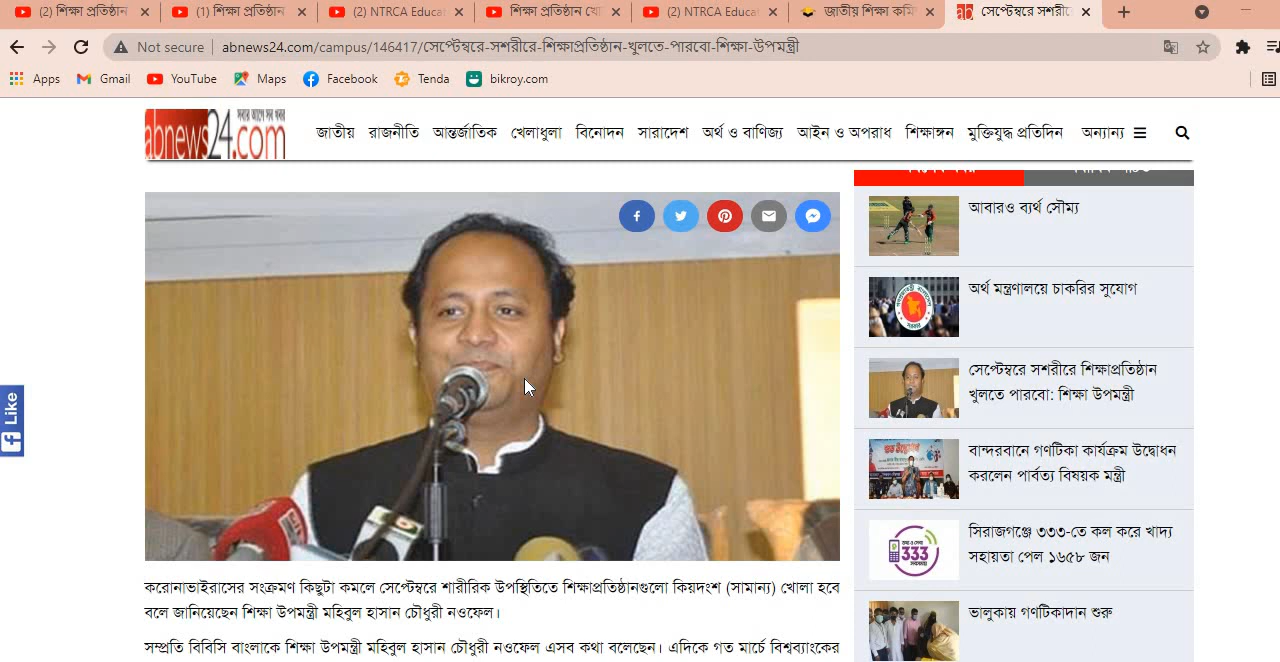 (2) শিক্ষা প্রতিষ্ঠান
(1) শিক্ষা প্রতিষ্ঠান
(2) NTRCA Educat
শিক্ষা প্রতিষ্ঠান খো
(2) NTRCA Educat
জাতীয় শিক্ষা কমি
সেপ্টেম্বরে সশরী
Not secure | abnews24.com/campus/146417/সেপ্টেম্বরে-সশরীরে-শিক্ষাপ্রতিষ্ঠান-খুলতে-পারবো-শিক্ষা-উপমন্ত্রী
Apps Gmail YouTube Maps Facebook Tenda bikroy.com
সবার আগে সব খবর
abnews24.com
জাতীয় রাজনীতি আন্তর্জাতিক খেলাধুলা বিনোদন সারাদেশ অর্থ ও বাণিজ্য আইন ও অপরাধ শিক্ষাঙ্গন মুক্তিযুদ্ধ প্রতিদিন অন্যান্য
Like
করোনাভাইরাসের সংক্রমণ কিছুটা কমলে সেপ্টেম্বরে শারীরিক উপস্থিতিতে শিক্ষাপ্রতিষ্ঠানগুলো কিয়দংশ (সামান্য) খোলা হবে
বলে জানিয়েছেন শিক্ষা উপমন্ত্রী মহিবুল হাসান চৌধুরী নওফেল।
সম্প্রতি বিবিসি বাংলাকে শিক্ষা উপমন্ত্রী মহিবুল হাসান চৌধুরী নওফেল এসব কথা বলেছেন। এদিকে গত মার্চে বিশ্বব্যাংকের
আবারও ব্যর্থ সৌম্য
অর্থ মন্ত্রণালয়ে চাকরির সুযোগ
সেপ্টেম্বরে সশরীরে শিক্ষাপ্রতিষ্ঠান
খুলতে পারবো: শিক্ষা উপমন্ত্রী
বান্দরবানে গণটিকা কার্যক্রম উদ্বোধন
করলেন পার্বত্য বিষয়ক মন্ত্রী
333
সিরাজগঞ্জে ৩৩৩-তে কল করে খাদ্য
সহায়তা পেল ১৬৫৮ জন
ভালুকায় গণটিকাদান শুরু